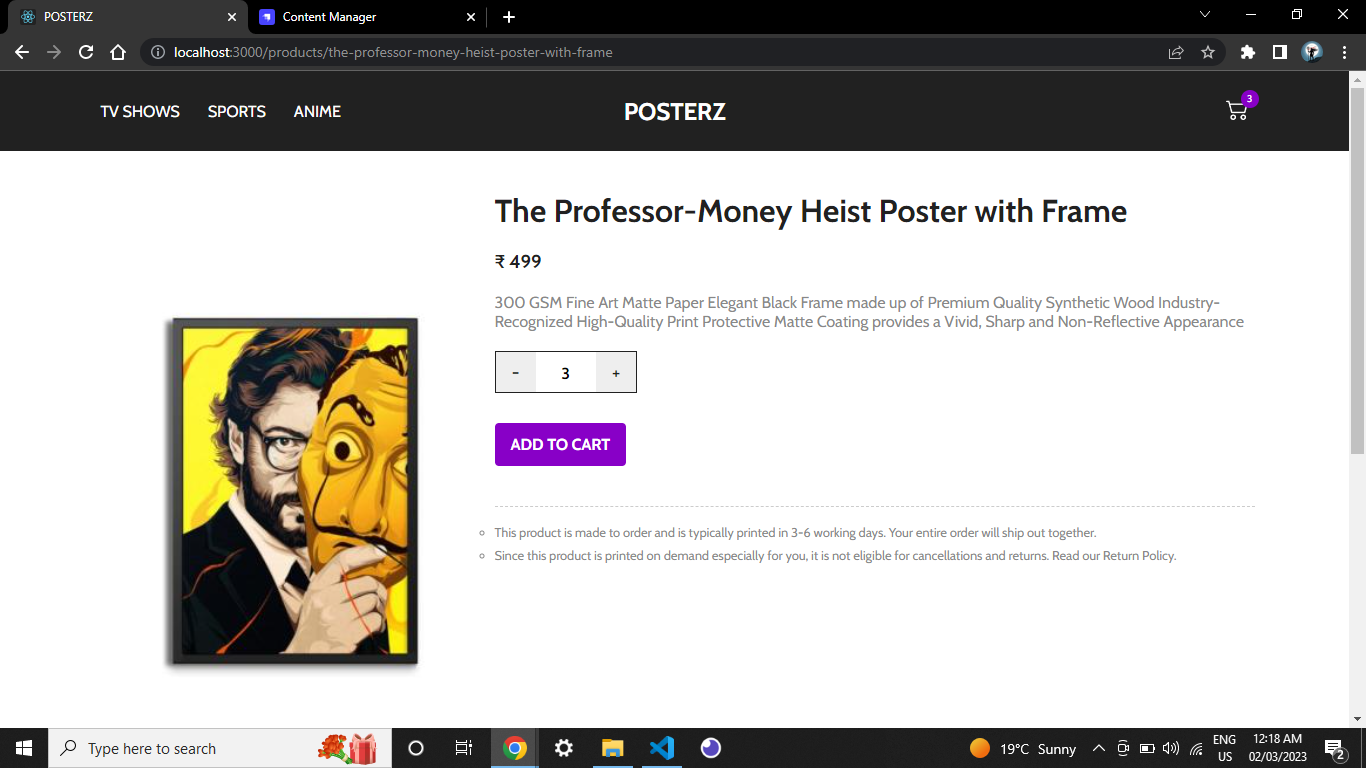 POSTERZ
Content Manager
localhost:3000/products/the-professor-money-heist-poster-with-frame
TV SHOWS SPORTS ANIME POSTERZ 3
The Professor-Money Heist Poster with Frame
₹ 499
300 GSM Fine Art Matte Paper Elegant Black Frame made up of Premium Quality Synthetic Wood Industry-
Recognized High-Quality Print Protective Matte Coating provides a Vivid, Sharp and Non-Reflective Appearance
- 3 +
ADD TO CART
This product is made to order and is typically printed in 3-6 working days. Your entire order will ship out together.
Since this product is printed on demand especially for you, it is not eligible for cancellations and returns. Read our Return Policy.
Type here to search
19°C Sunny
ENG
US
12:18 AM
02/03/2023
2